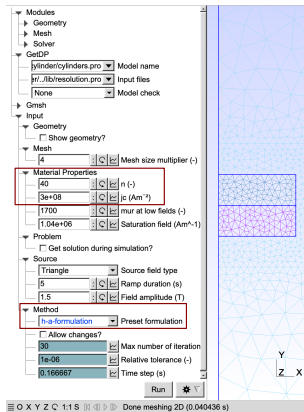 Modules
Geometry
Mesh
Solver
GetDP
ylinder/cylinders.pro Model name
er/../lib/resolution.pro Input files
None Model check
Gmsh
Input
Geometry
Show geometry?
Mesh
4 Mesh size multiplier (-)
Material Properties
40 n (-)
3e+08 jc (Am⁻²)
1700 mur at low fields (-)
1.04e+06 Saturation field (Am^-1)
Problem
Get solution during simulation?
Source
Triangle Source field type
5 Ramp duration (s)
1.5 Field amplitude (T)
Method
h-a-formulation Preset formulation
Allow changes?
30 Max number of iteration
1e-06 Relative tolerance (-)
0.166667 Time step (s)
Run
Y
Z X
O X Y Z 1:1 S Done meshing 2D (0.040436 s)